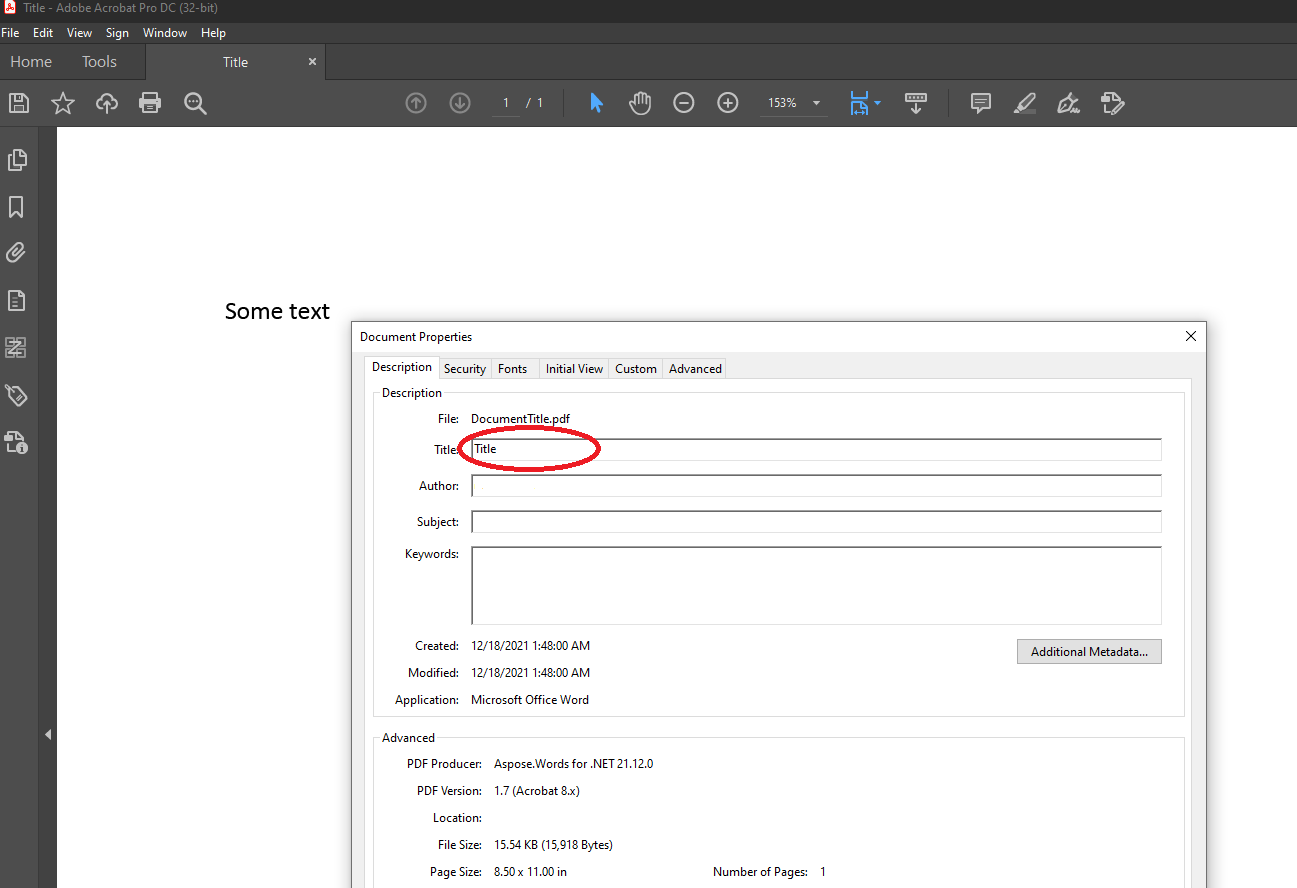 Title - Adobe Acrobat Pro DC (32-bit)
File Edit View Sign Window Help
Home Tools Title ×
1 / 1 153%
Some text
Document Properties
Description Security Fonts Initial View Custom Advanced
Description
File: DocumentTitle.pdf
Title: Title
Author:
Subject:
Keywords:
Created: 12/18/2021 1:48:00 AM
Additional Metadata...
Modified: 12/18/2021 1:48:00 AM
Application: Microsoft Office Word
Advanced
PDF Producer: Aspose.Words for .NET 21.12.0
PDF Version: 1.7 (Acrobat 8.x)
Location:
File Size: 15.54 KB (15,918 Bytes)
Page Size: 8.50 x 11.00 in Number of Pages: 1